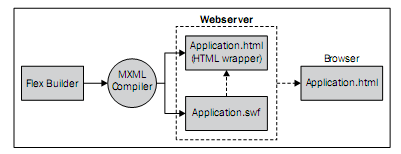 Webserver
Application.html
(HTML wrapper)
Browser
Flex Builder
MXML
Compiler
Application.html
Application.swf